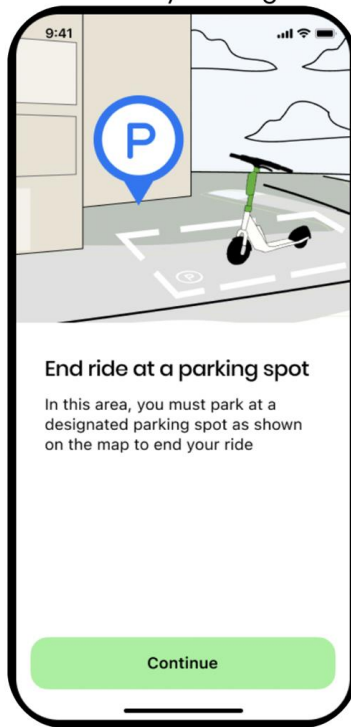 9:41
P
P
End ride at a parking spot
In this area, you must park at a
designated parking spot as shown
on the map to end your ride
Continue